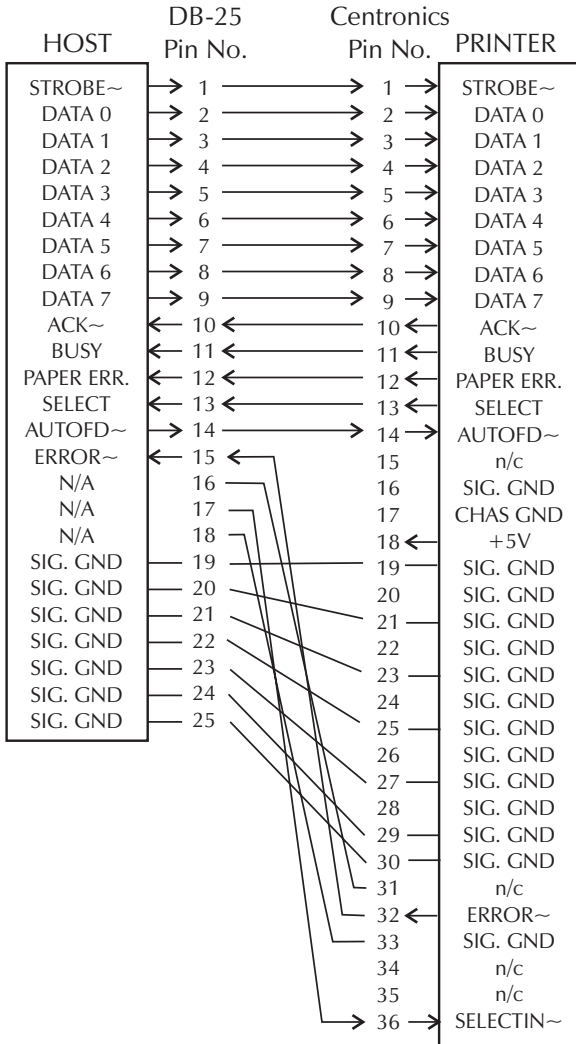 DB-25 Centronics
HOST Pin No. Pin No. PRINTER
STROBE~ 1 1 STROBE~
DATA 0 2 2 DATA 0
DATA 1 3 3 DATA 1
DATA 2 4 4 DATA 2
DATA 3 5 5 DATA 3
DATA 4 6 6 DATA 4
DATA 5 7 7 DATA 5
DATA 6 8 8 DATA 6
DATA 7 9 9 DATA 7
ACK~ 10 10 ACK~
BUSY 11 11 BUSY
PAPER ERR. 12 12 PAPER ERR.
SELECT 13 13 SELECT
AUTOFD~ 14 14 AUTOFD~
ERROR~ 15 15 n/c
N/A 16 16 SIG. GND
N/A 17 17 CHAS GND
N/A 18 18 +5V
SIG. GND 19 19 SIG. GND
SIG. GND 20 20 SIG. GND
SIG. GND 21 21 SIG. GND
SIG. GND 22 22 SIG. GND
SIG. GND 23 23 SIG. GND
SIG. GND 24 24 SIG. GND
SIG. GND 25 25 SIG. GND
26 SIG. GND
27 SIG. GND
28 SIG. GND
29 SIG. GND
30 SIG. GND
31 n/c
32 ERROR~
33 SIG. GND
34 n/c
35 n/c
36 SELECTIN~